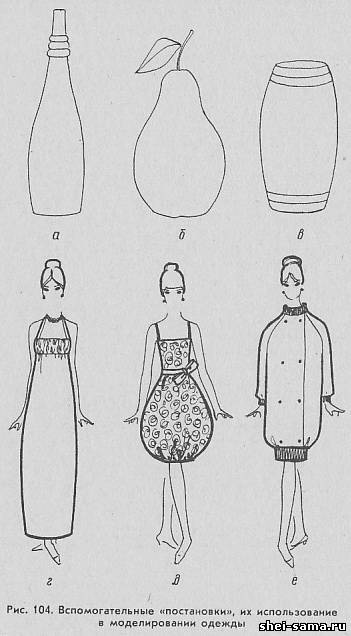 а б в
г д е
Рис. 104. Вспомогательные «постановки», их использование
в моделировании одежды
shei-sama.ru